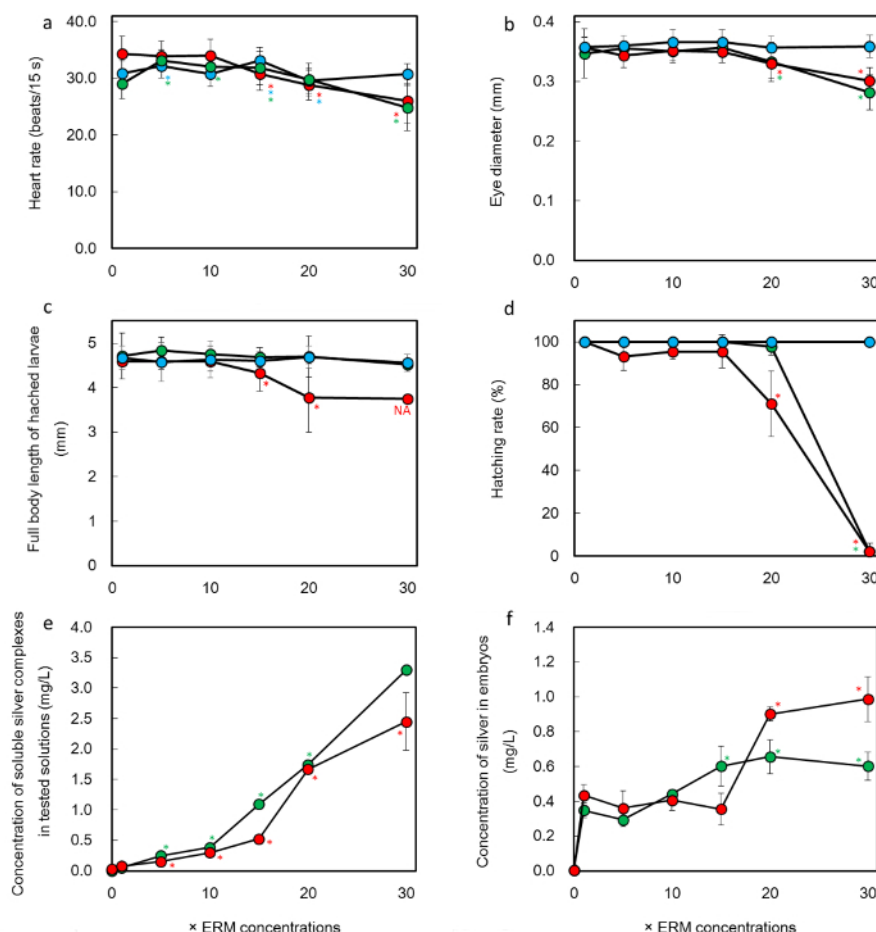 a
Heart rate (beats/15 s)
40.0
30.0
20.0
10.0
0.0
0 10 20 30
b
Eye diameter (mm)
0.4
0.3
0.2
0.1
0.0
0 10 20 30
c
Full body length of hached larvae
(mm)
5
4
3
2
1
0
NA
0 10 20 30
d
Hatching rate (%)
100
80
60
40
20
0
0 10 20 30
e
Concentration of soluble silver complexes
in tested solutions (mg/L)
4.0
3.5
3.0
2.5
2.0
1.5
1.0
0.5
0.0
0 10 20 30
× ERM concentrations
f
Concentration of silver in embryos
(mg/L)
1.4
1.2
1.0
0.8
0.6
0.4
0.2
0.0
0 10 20 30
× ERM concentrations